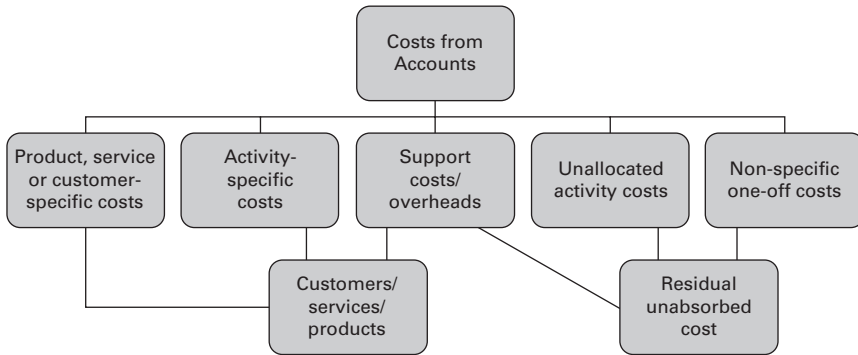 Costs from
Accounts
Product, service
or customer-
specific costs
Activity-
specific
costs
Support
costs/
overheads
Unallocated
activity costs
Non-specific
one-off costs
Customers/
services/
products
Residual
unabsorbed
cost